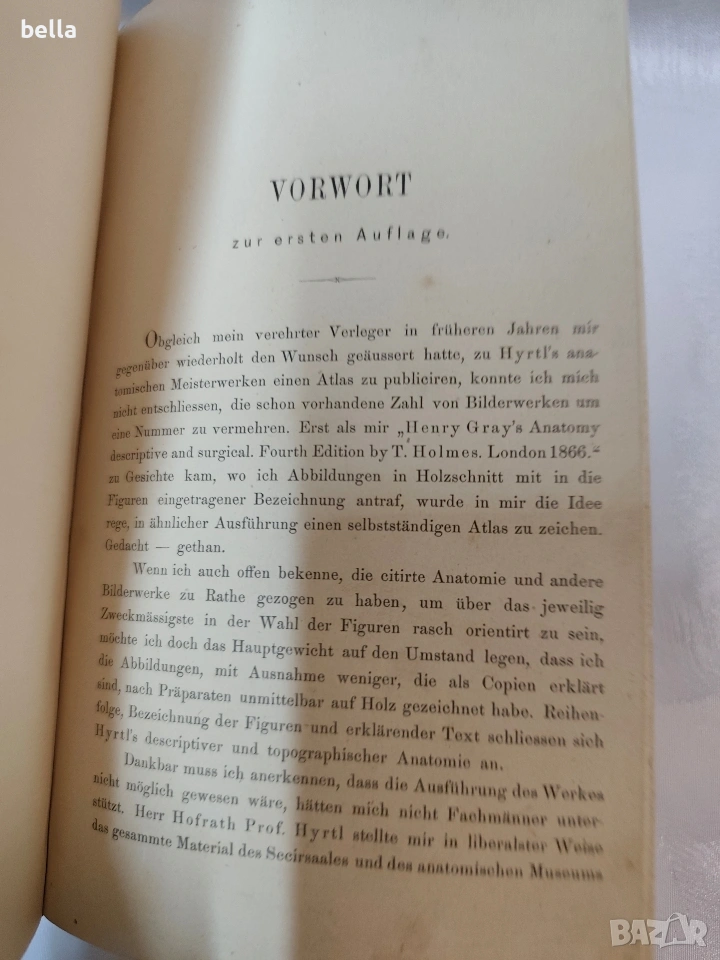 bella
VORWORT
zur ersten Auflage.
Obgleich mein verehrter Verleger in früheren Jahren mir
gegenüber wiederholt den Wunsch geäussert hatte, zu Hyrtl's ana-
tomischen Meisterwerken einen Atlas zu publiciren, konnte ich mich
nicht entschliessen, die schon vorhandene Zahl von Bilderwerken um
eine Nummer zu vermehren. Erst als mir „Henry Gray's Anatomy
descriptive and surgical. Fourth Edition by T. Holmes. London 1866.“
zu Gesichte kam, wo ich Abbildungen in Holzschnitt mit in die
Figuren eingetragener Bezeichnung antraf, wurde in mir die Idee
rege, in ähnlicher Ausführung einen selbstständigen Atlas zu zeichen.
Gedacht — gethan.
Wenn ich auch offen bekenne, die citirte Anatomie und andere
Bilderwerke zu Rathe gezogen zu haben, um über das jeweilig
Zweckmässigste in der Wahl der Figuren rasch orientirt zu sein,
möchte ich doch das Hauptgewicht auf den Umstand legen, dass ich
die Abbildungen, mit Ausnahme weniger, die als Copien erklärt
sind, nach Präparaten unmittelbar auf Holz gezeichnet habe. Reihen-
folge, Bezeichnung der Figuren und erklärender Text schliessen sich
Hyrtl's descriptiver und topographischer Anatomie an.
Dankbar muss ich anerkennen, dass die Ausführung des Werkes
nicht möglich gewesen wäre, hätten mich nicht Fachmänner unter-
stützt. Herr Hofrath Prof. Hyrtl stellte mir in liberalster Weise
das gesammte Material des Secirsaales und des anatomischen Museums
BAZAR